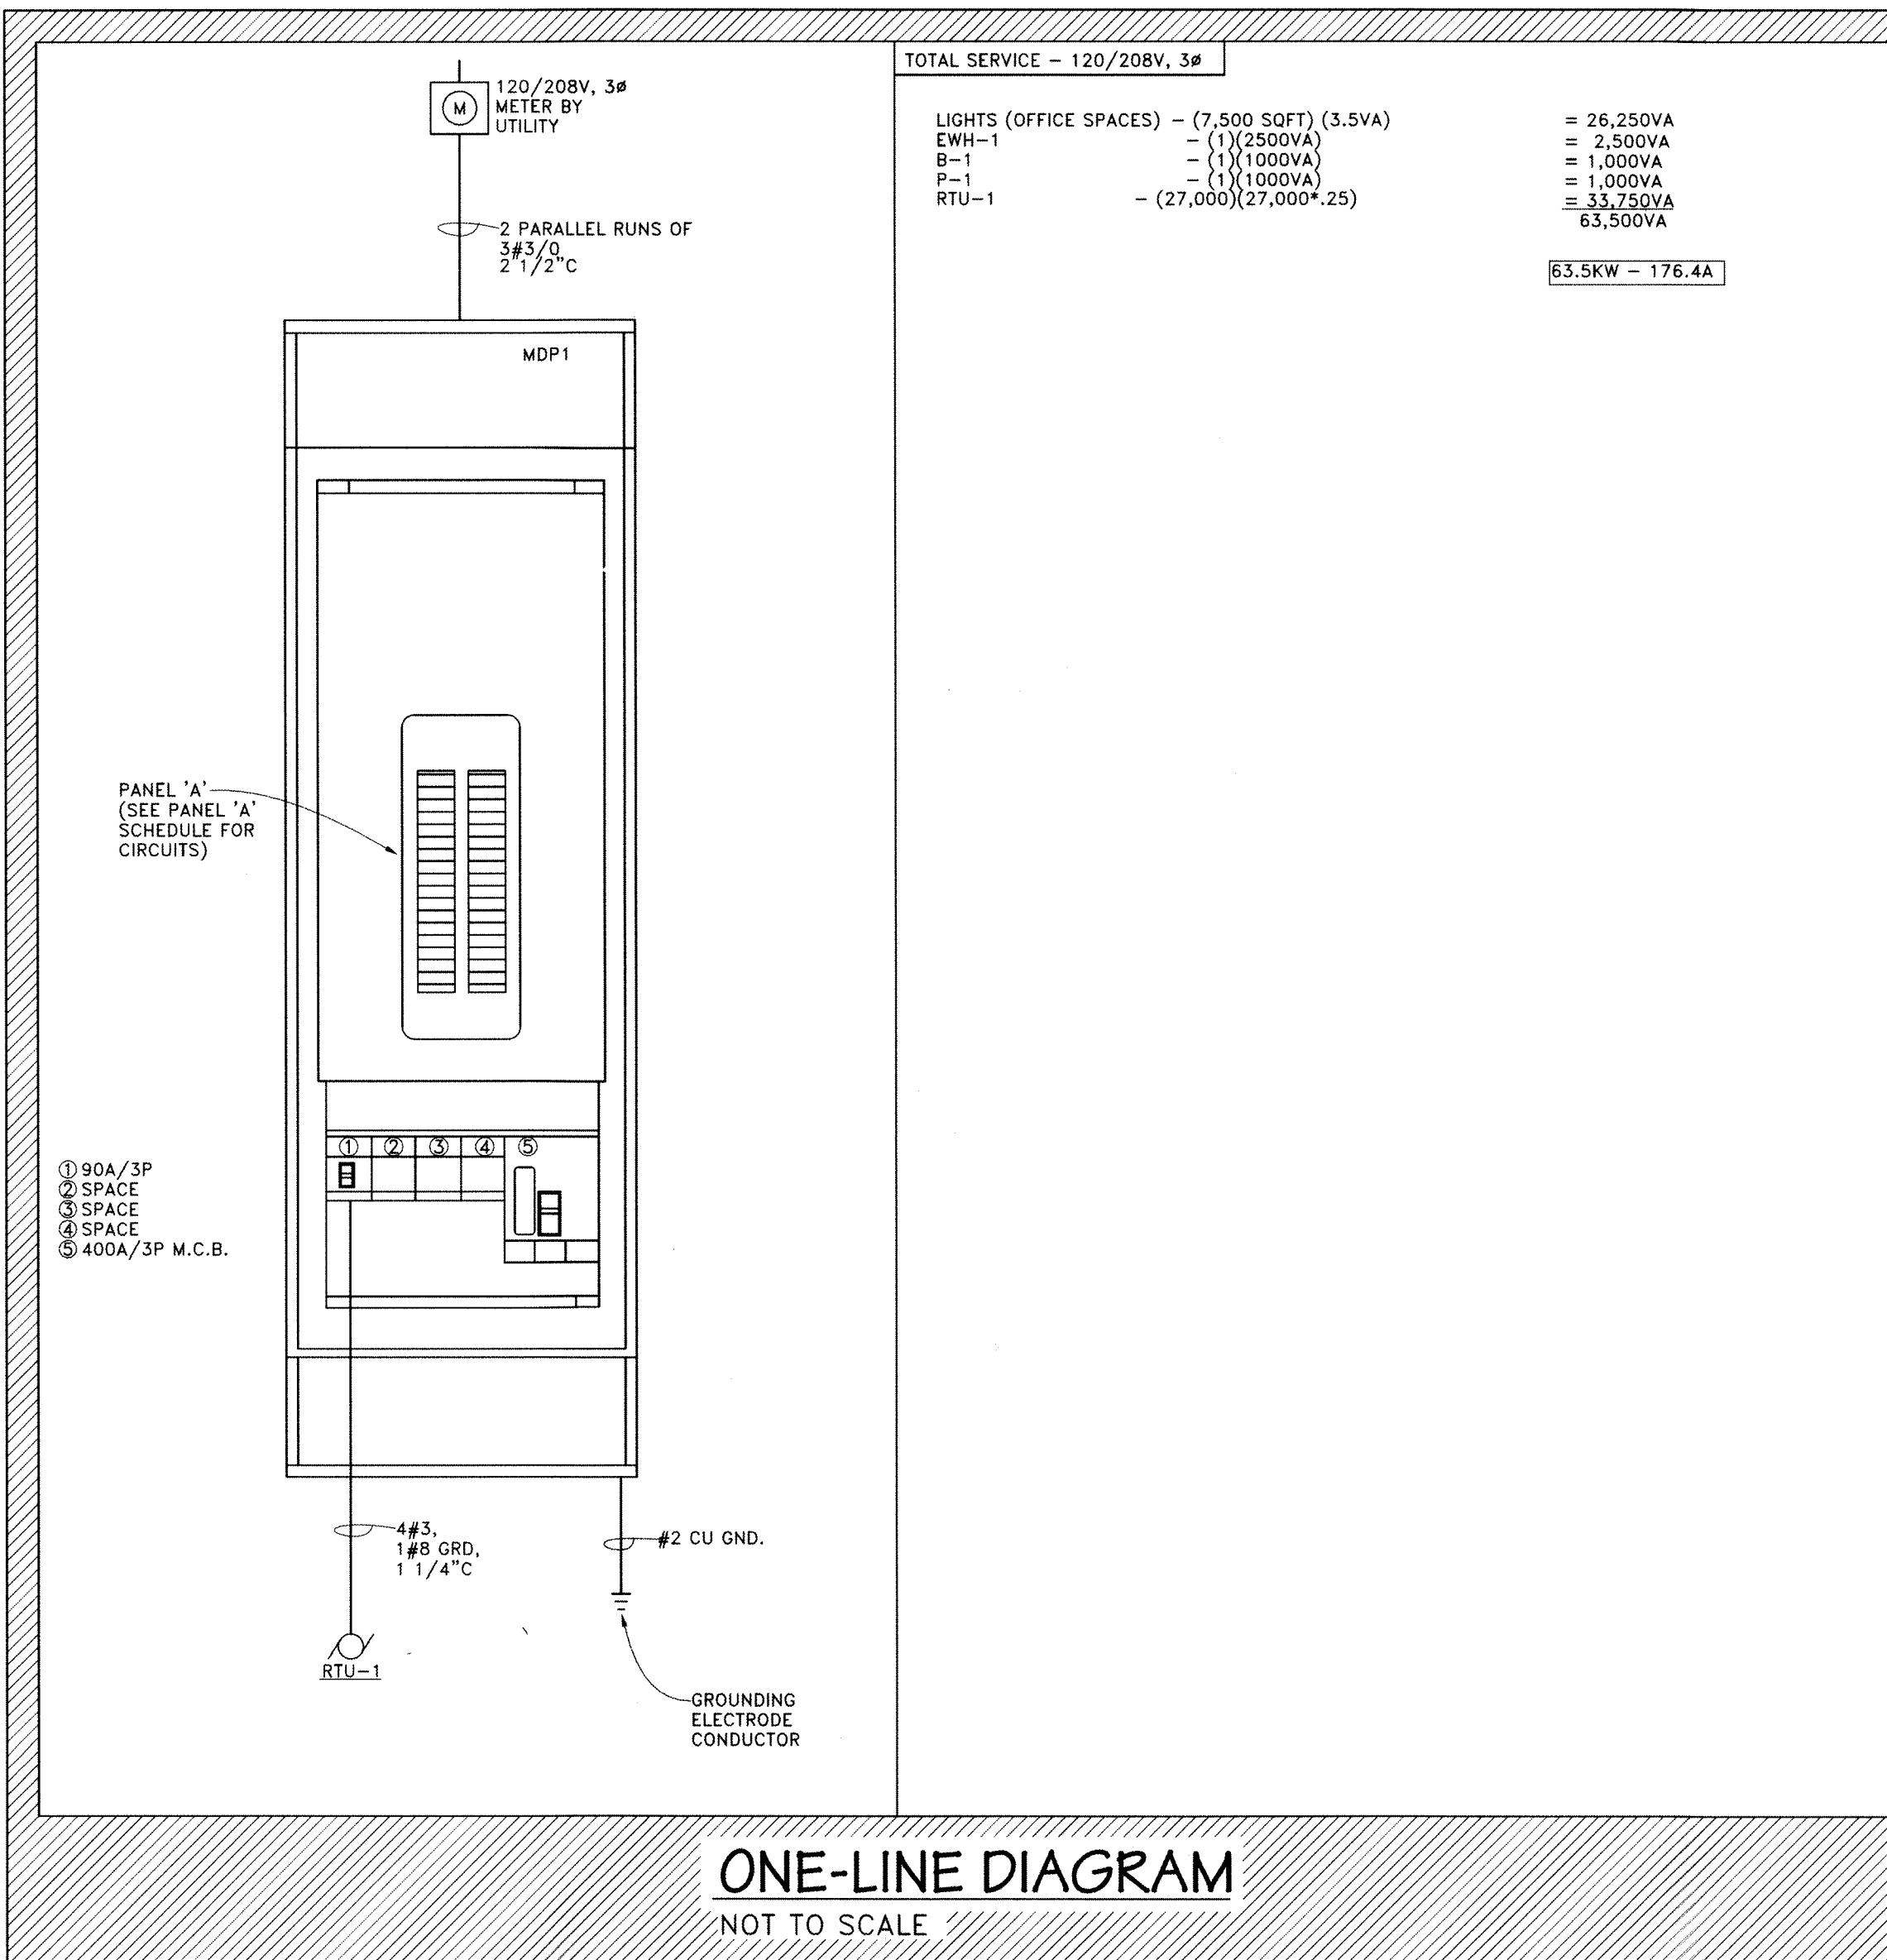 120/208V, 3ø
METER BY
UTILITY
M
2 PARALLEL RUNS OF
3#3/0
2 1/2"C
MDP1
PANEL 'A'
(SEE PANEL 'A'
SCHEDULE FOR
CIRCUITS)
① ② ③ ④ ⑤
① 90A/3P
② SPACE
③ SPACE
④ SPACE
⑤ 400A/3P M.C.B.
4#3,
1#8 GRD,
1 1/4"C
#2 CU GND.
RTU-1
GROUNDING
ELECTRODE
CONDUCTOR
TOTAL SERVICE - 120/208V, 3ø
LIGHTS (OFFICE SPACES) - (7,500 SQFT) (3.5VA) = 26,250VA
EWH-1 - (1)(2500VA) = 2,500VA
B-1 - (1)(1000VA) = 1,000VA
P-1 - (1)(1000VA) = 1,000VA
RTU-1 - (27,000)(27,000*.25) = 33,750VA
63,500VA
63.5KW - 176.4A
ONE-LINE DIAGRAM
NOT TO SCALE